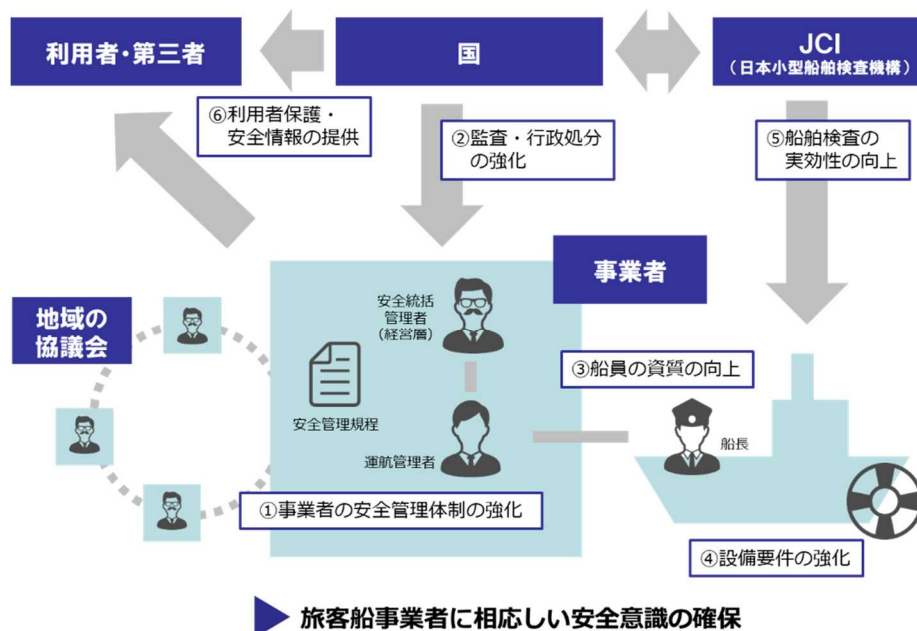 利用者・第三者
国
JCI
（日本小型船舶検査機構）
⑥利用者保護・
安全情報の提供
②監査・行政処分
の強化
⑤船舶検査の
実効性の向上
事業者
地域の
協議会
安全統括
管理者
（経営層）
安全管理規程
運航管理者
③船員の資質の向上
船長
①事業者の安全管理体制の強化
④設備要件の強化
旅客船事業者に相応しい安全意識の確保